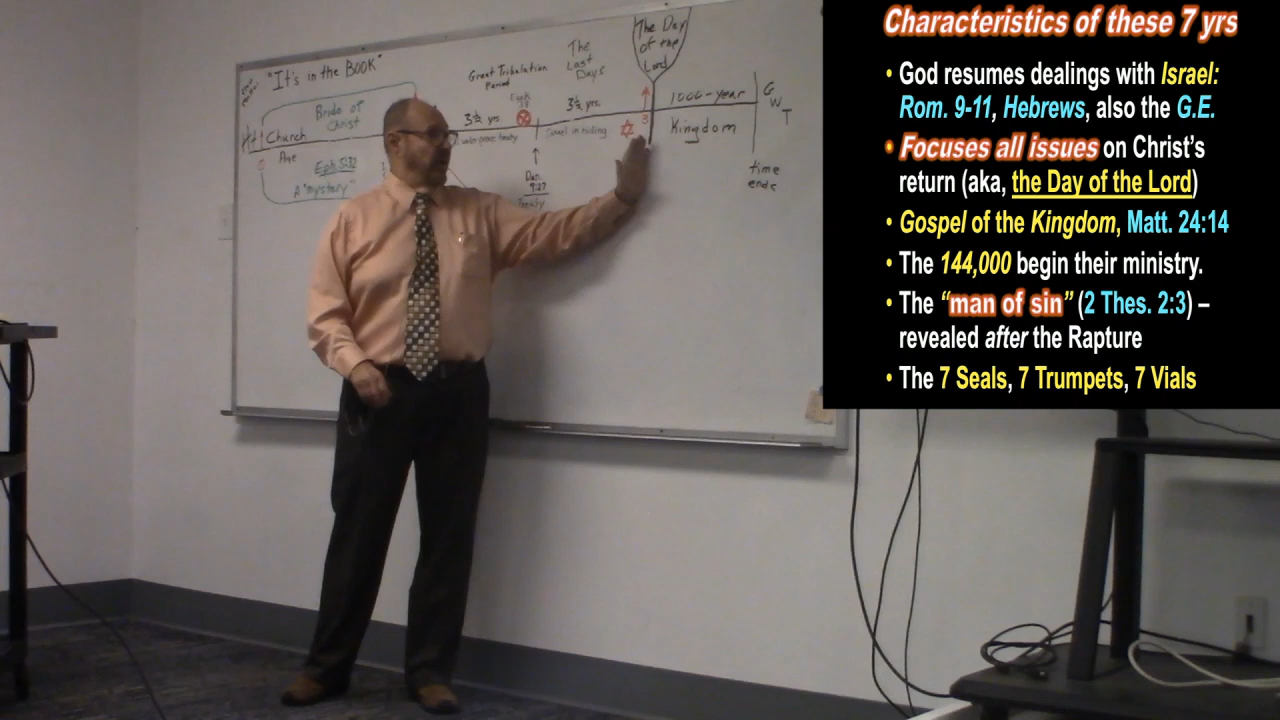 "It's in the BOOK"
Bride of
Christ
Church
Age
Eph. 5:32
A "mystery"
Great Tribulation
period
3½ yrs
The
Last
Days
3½ yrs.
Israel in hiding
Dan.
9:27
The Day
of the
Lord
3
1000-year
Kingdom
G
W
T
time
ends
Characteristics of these 7 yrs
• God resumes dealings with Israel:
Rom. 9-11, Hebrews, also the G.E.
• Focuses all issues on Christ's
return (aka, the Day of the Lord)
• Gospel of the Kingdom, Matt. 24:14
• The 144,000 begin their ministry.
• The "man of sin" (2 Thes. 2:3) –
revealed after the Rapture
• The 7 Seals, 7 Trumpets, 7 Vials